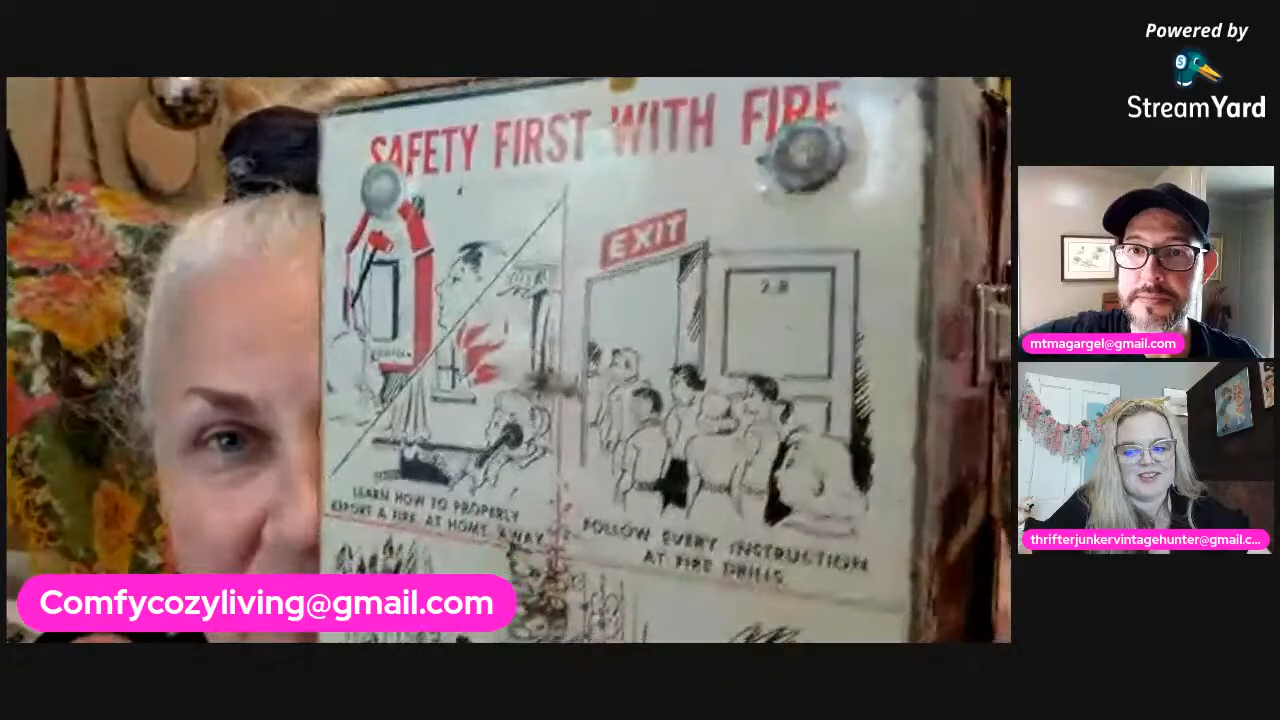 Powered by
StreamYard
SAFETY FIRST WITH FIRE
EXIT
2-B
LEARN HOW TO PROPERLY
REPORT A FIRE AT HOME AWAY
FOLLOW EVERY INSTRUCTION
AT FIRE DRILLS.
Comfycozyliving@gmail.com
mtmagargel@gmail.com
thrifterjunkervintagehunter@gmail.c...